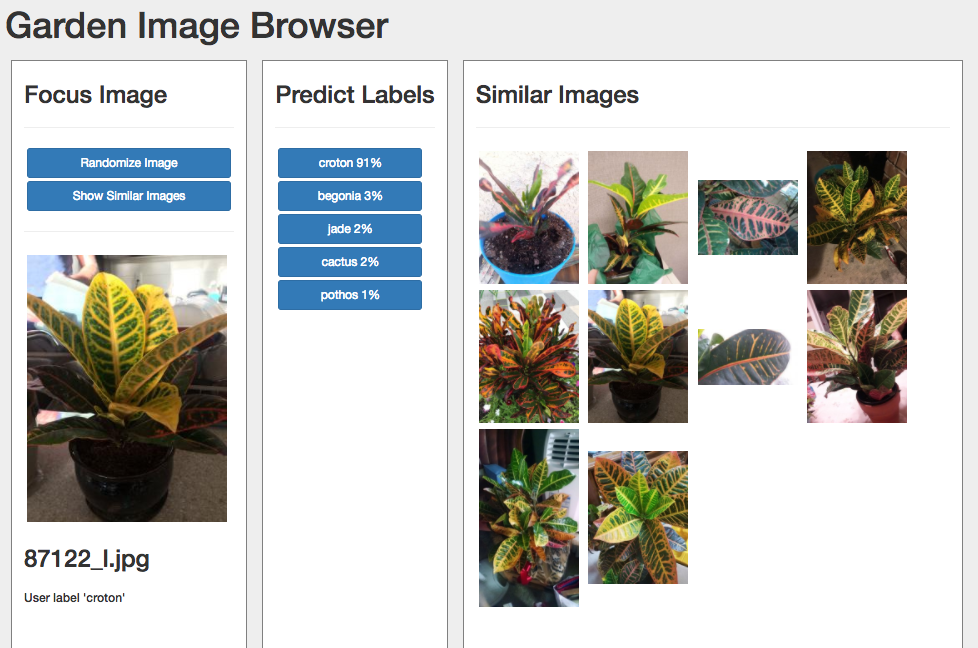 Garden Image Browser
Focus Image
Randomize Image
Show Similar Images
87122_l.jpg
User label 'croton'
Predict Labels
croton 91%
begonia 3%
jade 2%
cactus 2%
pothos 1%
Similar Images